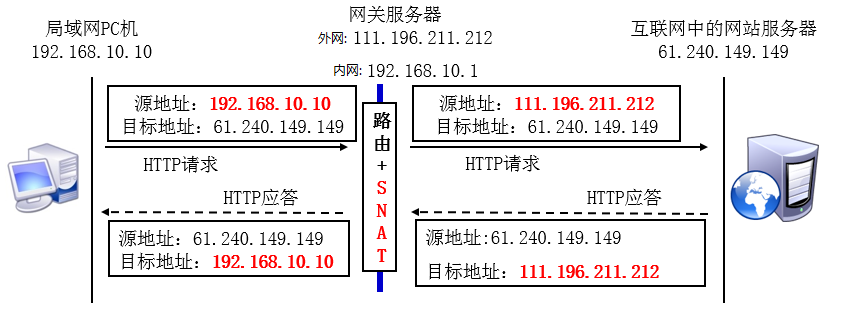 局域网PC机
192.168.10.10
网关服务器
外网: 111.196.211.212
内网: 192.168.10.1
互联网中的网站服务器
61.240.149.149
源地址：192.168.10.10
目标地址：61.240.149.149
HTTP请求
源地址：111.196.211.212
目标地址：61.240.149.149
HTTP请求
路由+SNAT
HTTP应答
源地址：61.240.149.149
目标地址：192.168.10.10
HTTP应答
源地址:61.240.149.149
目标地址：111.196.211.212